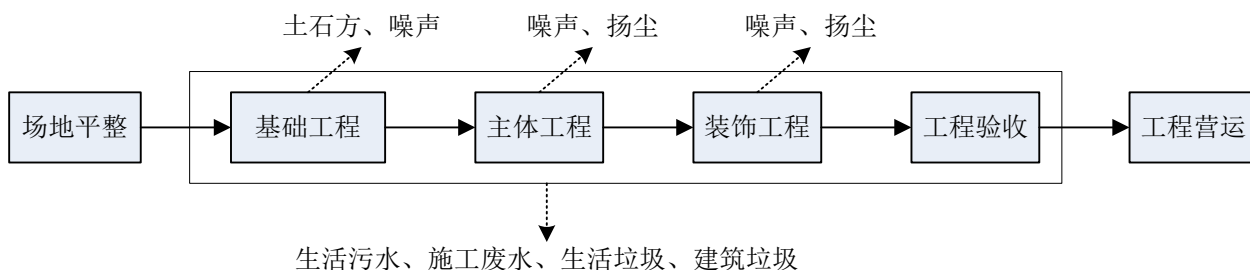 土石方、噪声
噪声、扬尘
噪声、扬尘
场地平整
基础工程
主体工程
装饰工程
工程验收
工程营运
生活污水、施工废水、生活垃圾、建筑垃圾